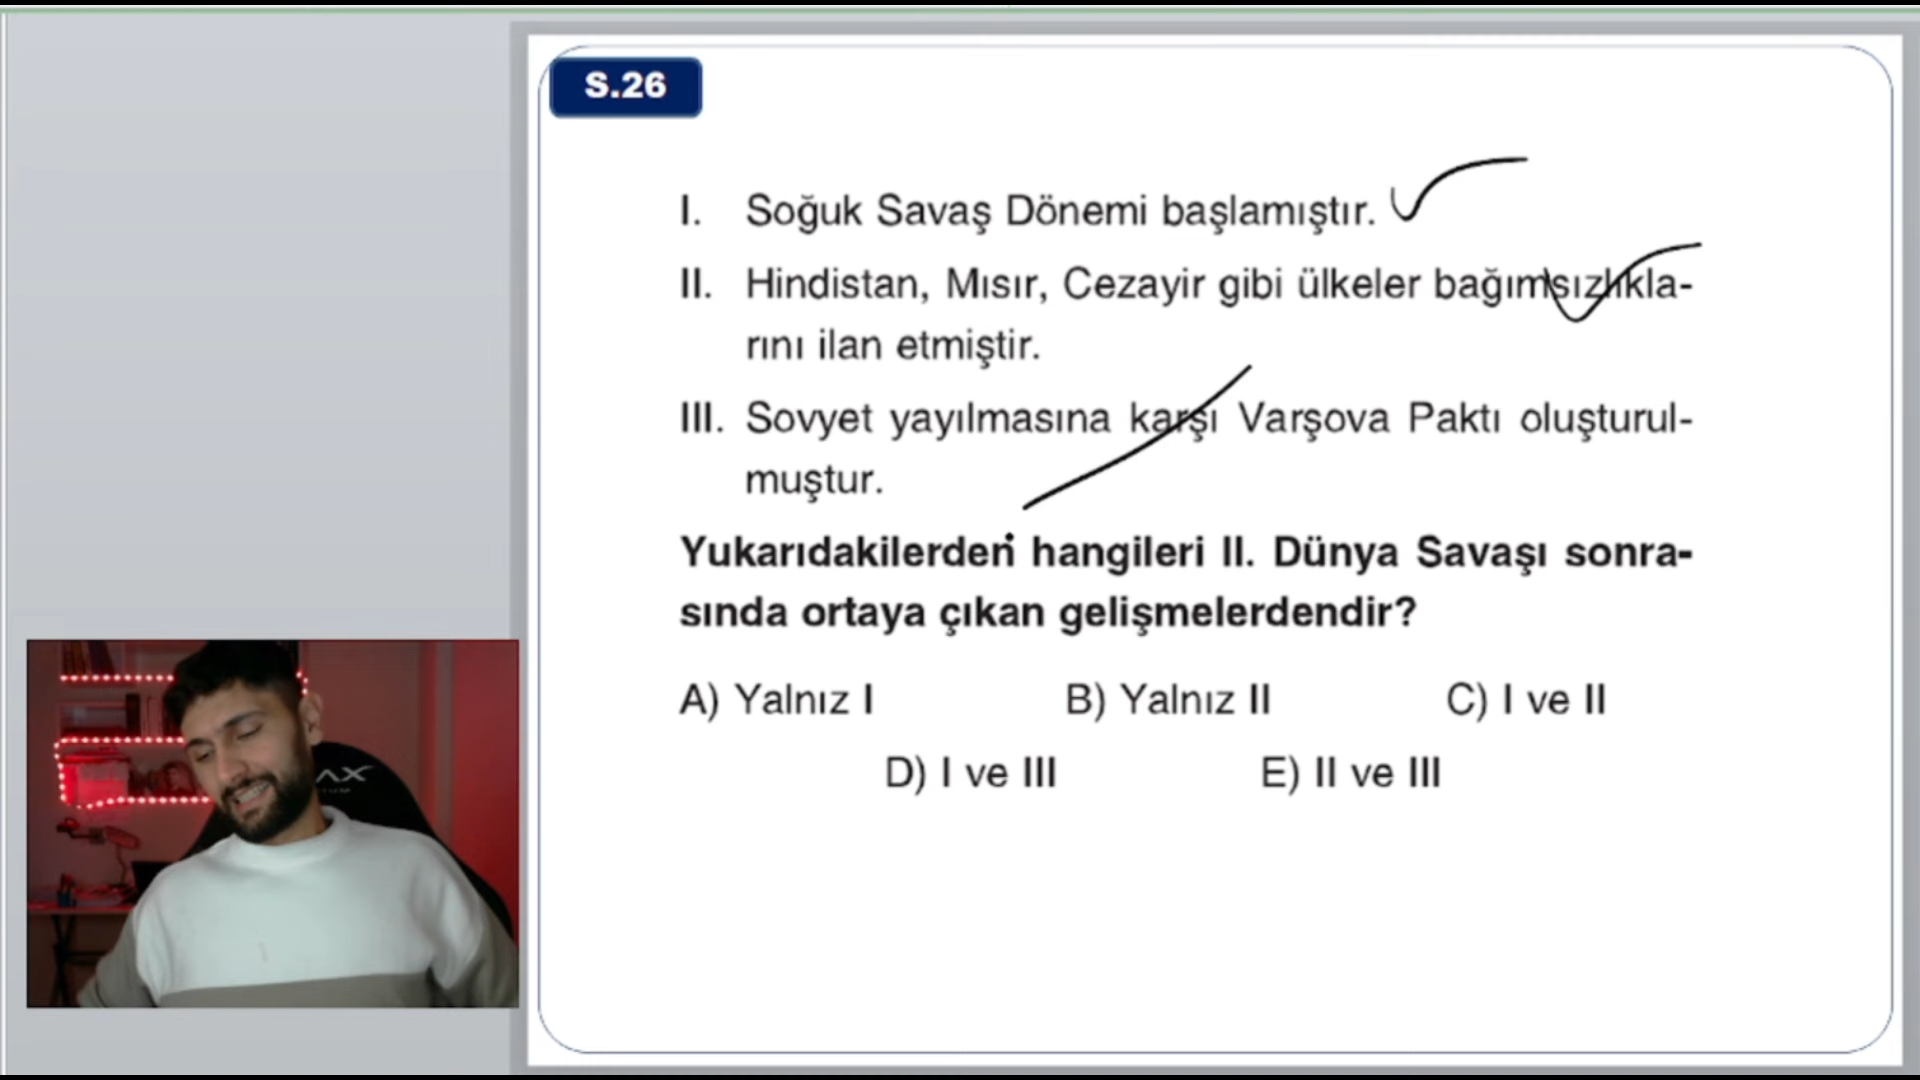 S.26
I. Soğuk Savaş Dönemi başlamıştır.
II. Hindistan, Mısır, Cezayir gibi ülkeler bağımsızlıkla-
rını ilan etmiştir.
III. Sovyet yayılmasına karşı Varşova Paktı oluşturul-
muştur.
Yukarıdakilerden hangileri II. Dünya Savaşı sonra-
sında ortaya çıkan gelişmelerdendir?
A) Yalnız I B) Yalnız II C) I ve II
D) I ve III E) II ve III